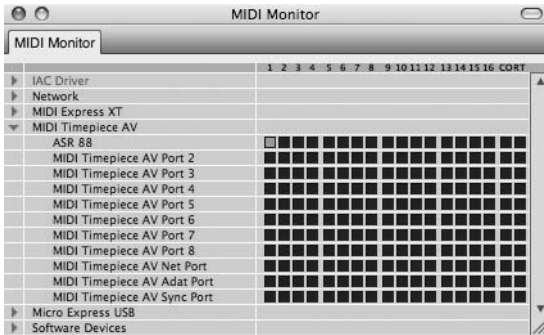 MIDI Monitor
MIDI Monitor
1 2 3 4 5 6 7 8 9 10 11 12 13 14 15 16 CORT
IAC Driver
Network
MIDI Express XT
MIDI Timepiece AV
ASR 88
MIDI Timepiece AV Port 2
MIDI Timepiece AV Port 3
MIDI Timepiece AV Port 4
MIDI Timepiece AV Port 5
MIDI Timepiece AV Port 6
MIDI Timepiece AV Port 7
MIDI Timepiece AV Port 8
MIDI Timepiece AV Net Port
MIDI Timepiece AV Adat Port
MIDI Timepiece AV Sync Port
Micro Express USB
Software Devices